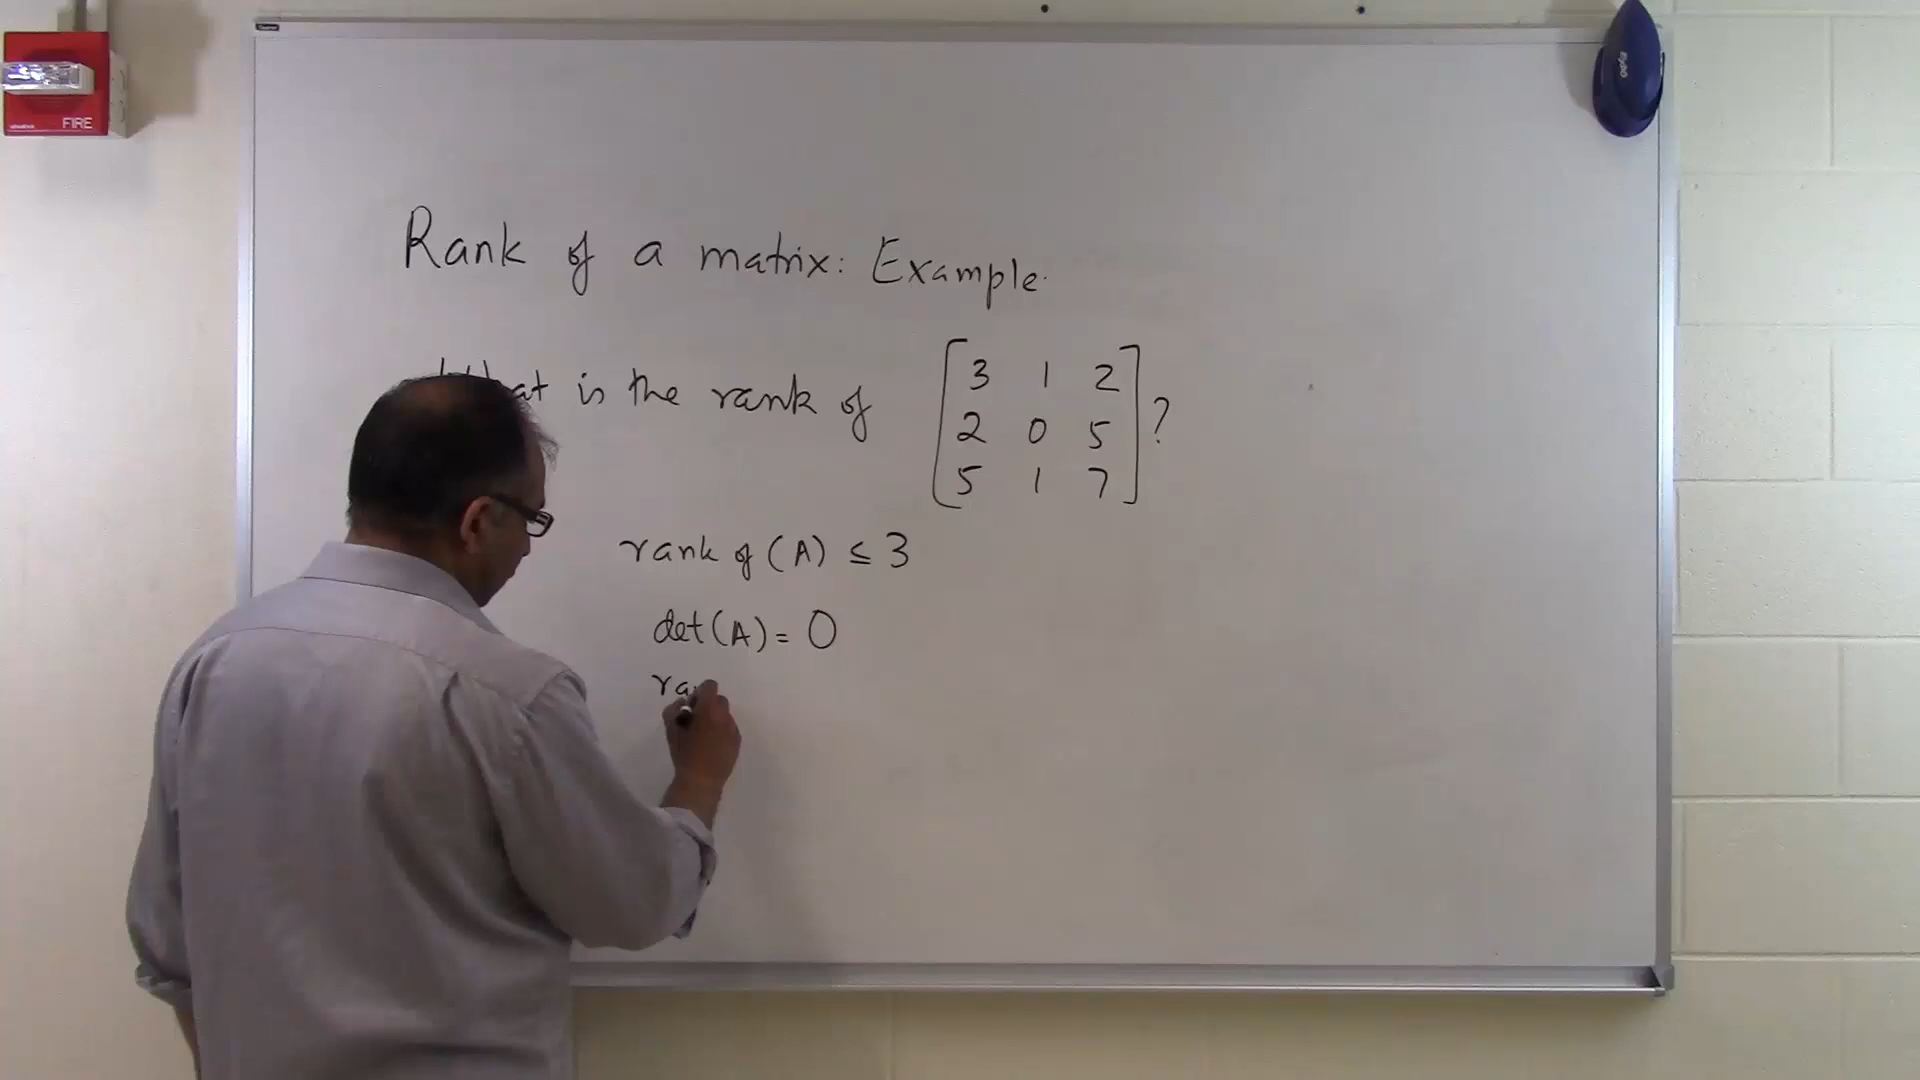 FIRE
EXPO
Rank of a matrix: Example.
What is the rank of [3 1 2
2 0 5
5 1 7]?
rank of (A) ≤ 3
det(A) = 0
ra